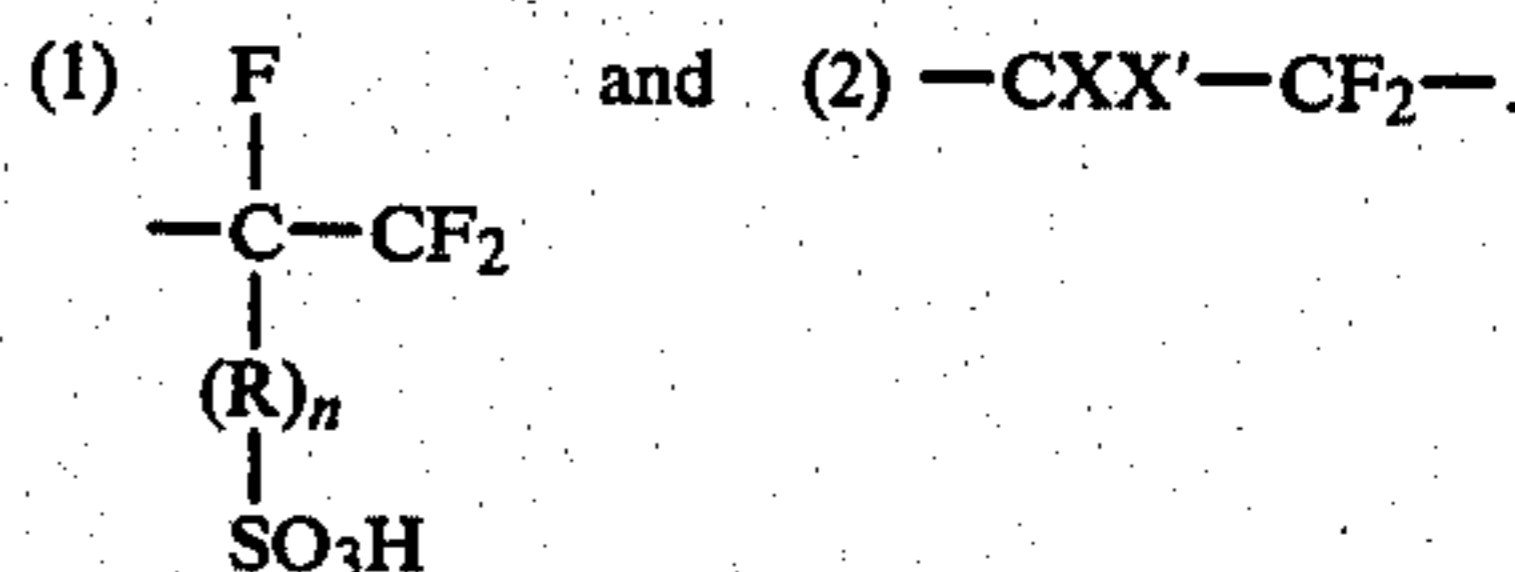 (1) F and (2) —CXX'—CF₂—.
—C—CF₂
(R)ₙ
SO₃H